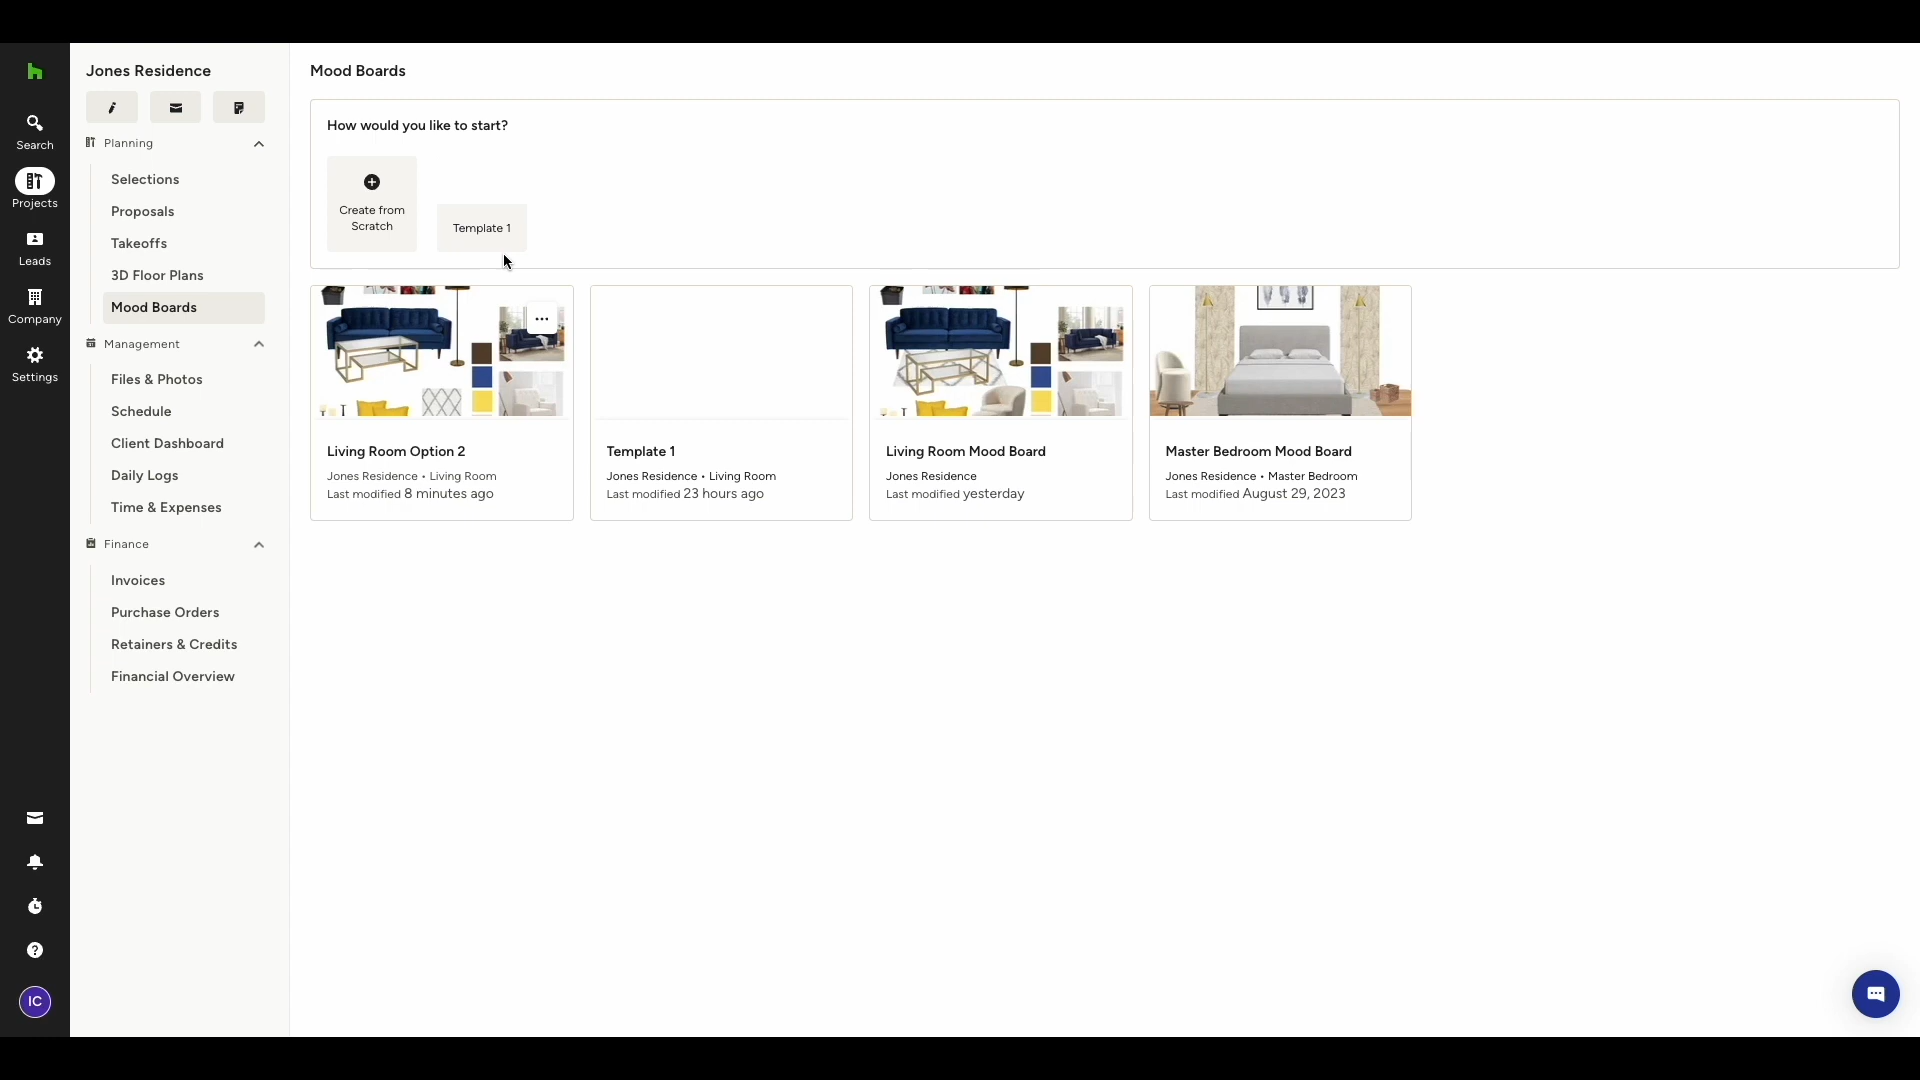 Jones Residence
Search
Projects
Leads
Company
Settings
IC
Planning
Selections
Proposals
Takeoffs
3D Floor Plans
Mood Boards
Management
Files & Photos
Schedule
Client Dashboard
Daily Logs
Time & Expenses
Finance
Invoices
Purchase Orders
Retainers & Credits
Financial Overview
Mood Boards
How would you like to start?
Create from
Scratch
Template 1
Living Room Option 2
Jones Residence • Living Room
Last modified 8 minutes ago
Template 1
Jones Residence • Living Room
Last modified 23 hours ago
Living Room Mood Board
Jones Residence
Last modified yesterday
Master Bedroom Mood Board
Jones Residence • Master Bedroom
Last modified August 29, 2023